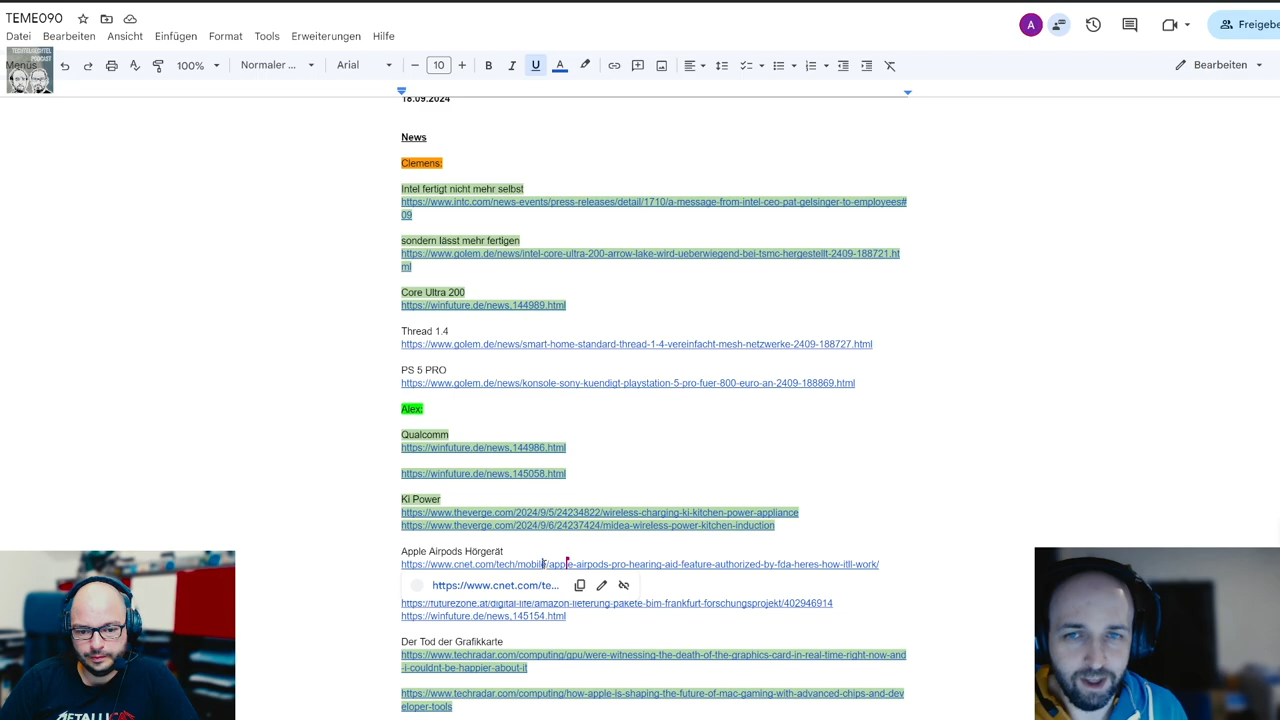 TEME090
Datei Bearbeiten Ansicht Einfügen Format Tools Erweiterungen Hilfe
A
Freigebe
TECHTELMECHTEL
PODCAST
Menüs
100%
Normaler ...
Arial
10
B I U A
Bearbeiten
18.09.2024
News
Clemens:
Intel fertigt nicht mehr selbst
https://www.intc.com/news-events/press-releases/detail/1710/a-message-from-intel-ceo-pat-gelsinger-to-employees#
09
sondern lässt mehr fertigen
https://www.golem.de/news/intel-core-ultra-200-arrow-lake-wird-ueberwiegend-bei-tsmc-hergestellt-2409-188721.ht
ml
Core Ultra 200
https://winfuture.de/news,144989.html
Thread 1.4
https://www.golem.de/news/smart-home-standard-thread-1-4-vereinfacht-mesh-netzwerke-2409-188727.html
PS 5 PRO
https://www.golem.de/news/konsole-sony-kuendigt-playstation-5-pro-fuer-800-euro-an-2409-188869.html
Alex:
Qualcomm
https://winfuture.de/news,144986.html
https://winfuture.de/news,145058.html
Ki Power
https://www.theverge.com/2024/9/5/24234822/wireless-charging-ki-kitchen-power-appliance
https://www.theverge.com/2024/9/6/24237424/midea-wireless-power-kitchen-induction
Apple Airpods Hörgerät
https://www.cnet.com/tech/mobile/apple-airpods-pro-hearing-aid-feature-authorized-by-fda-heres-how-itll-work/
https://www.cnet.com/te...
https://futurezone.at/digital-life/amazon-lieferung-pakete-bim-frankfurt-forschungsprojekt/402946914
https://winfuture.de/news,145154.html
Der Tod der Grafikkarte
https://www.techradar.com/computing/gpu/were-witnessing-the-death-of-the-graphics-card-in-real-time-right-now-and
-i-couldnt-be-happier-about-it
https://www.techradar.com/computing/how-apple-is-shaping-the-future-of-mac-gaming-with-advanced-chips-and-dev
eloper-tools
METALLIC